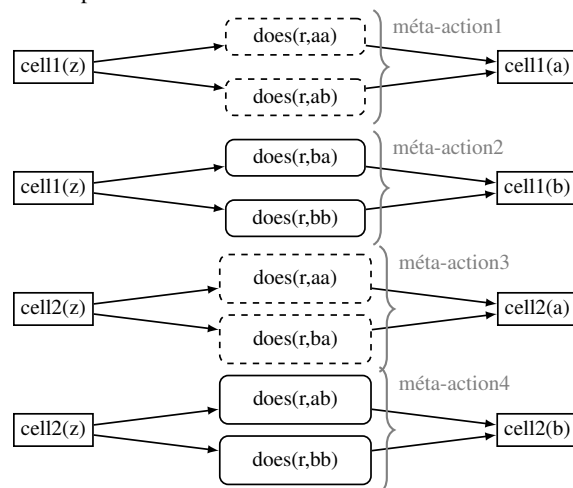 does(r,aa)
méta-action1
cell1(z)
cell1(a)
does(r,ab)
does(r,ba)
méta-action2
cell1(z)
cell1(b)
does(r,bb)
does(r,aa)
méta-action3
cell2(z)
cell2(a)
does(r,ba)
does(r,ab)
méta-action4
cell2(z)
cell2(b)
does(r,bb)